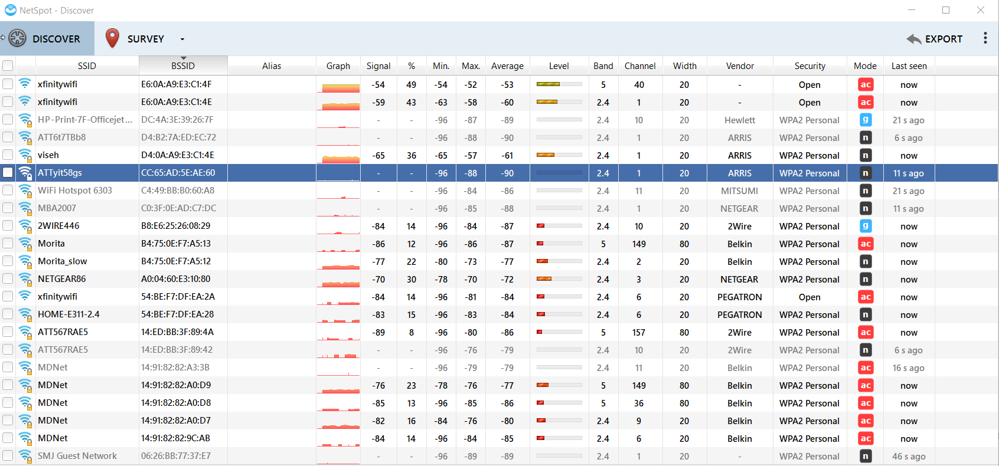 NetSpot - Discover
DISCOVER SURVEY EXPORT
SSID BSSID Alias Graph Signal % Min. Max. Average Level Band Channel Width Vendor Security Mode Last seen
xfinitywifi E6:0A:A9:E3:C1:4F -54 49 -54 -52 -53 5 40 20 - Open ac now
xfinitywifi E6:0A:A9:E3:C1:4E -59 43 -63 -58 -60 2.4 1 20 - Open ac now
HP-Print-7F-Officejet... DC:4A:3E:39:26:7F - - -96 -87 -89 2.4 10 20 Hewlett WPA2 Personal g 21 s ago
ATT6t7TBb8 D4:B2:7A:ED:EC:72 - - -96 -88 -90 2.4 1 20 ARRIS WPA2 Personal n 6 s ago
viseh D4:0A:A9:E3:C1:4E -65 36 -65 -57 -61 2.4 1 20 ARRIS WPA2 Personal n now
ATTyit58gs CC:65:AD:5E:AE:60 - - -96 -88 -90 2.4 1 20 ARRIS WPA2 Personal n 11 s ago
WiFi Hotspot 6303 C4:49:BB:B0:60:A8 - - -96 -84 -86 2.4 11 20 MITSUMI WPA2 Personal n 21 s ago
MBA2007 C0:3F:0E:AD:C7:DC - - -96 -85 -88 2.4 1 20 NETGEAR WPA2 Personal n 11 s ago
2WIRE446 B8:E6:25:26:08:29 -84 14 -96 -84 -87 2.4 10 20 2Wire WPA2 Personal g now
Morita B4:75:0E:F7:A5:13 -86 12 -96 -86 -87 5 149 80 Belkin WPA2 Personal ac now
Morita_slow B4:75:0E:F7:A5:12 -77 22 -80 -73 -77 2.4 2 20 Belkin WPA2 Personal n now
NETGEAR86 A0:04:60:E3:10:80 -70 30 -78 -70 -72 2.4 3 20 NETGEAR WPA2 Personal n now
xfinitywifi 54:BE:F7:DF:EA:2A -84 14 -96 -81 -84 2.4 6 20 PEGATRON Open ac now
HOME-E311-2.4 54:BE:F7:DF:EA:28 -83 15 -96 -83 -84 2.4 6 20 PEGATRON WPA2 Personal n now
ATT567RAE5 14:ED:BB:3F:89:4A -89 8 -96 -80 -86 5 157 80 2Wire WPA2 Personal ac now
ATT567RAE5 14:ED:BB:3F:89:42 - - -96 -76 -79 2.4 10 20 2Wire WPA2 Personal n 6 s ago
MDNet 14:91:82:82:A3:3B - - -96 -79 -79 2.4 11 20 Belkin WPA2 Personal ac 16 s ago
MDNet 14:91:82:82:A0:D9 -76 23 -78 -76 -77 5 149 80 Belkin WPA2 Personal ac now
MDNet 14:91:82:82:A0:D8 -85 13 -96 -85 -86 5 36 80 Belkin WPA2 Personal ac now
MDNet 14:91:82:82:A0:D7 -82 16 -84 -76 -80 2.4 9 20 Belkin WPA2 Personal ac now
MDNet 14:91:82:82:9C:AB -84 14 -96 -84 -85 2.4 6 20 Belkin WPA2 Personal ac now
SMJ Guest Network 06:26:BB:77:37:E7 - - -96 -89 -89 2.4 1 20 - WPA2 Personal n 46 s ago